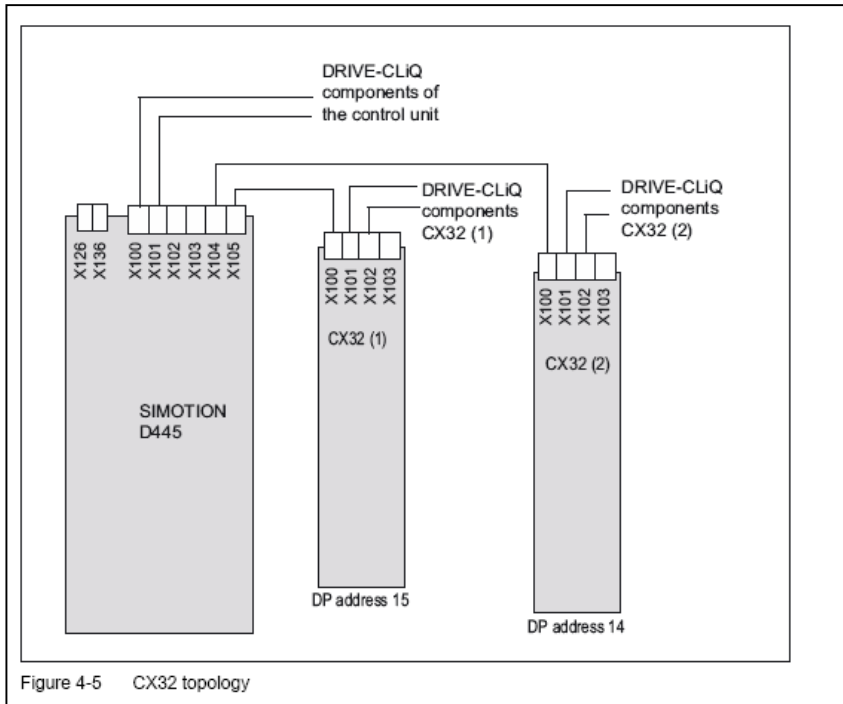 DRIVE-CLiQ
components of
the control unit
DRIVE-CLiQ
components
CX32 (1)
DRIVE-CLiQ
components
CX32 (2)
X126
X136
X100
X101
X102
X103
X104
X105
SIMOTION
D445
X100
X101
X102
X103
CX32 (1)
DP address 15
X100
X101
X102
X103
CX32 (2)
DP address 14
Figure 4-5 CX32 topology